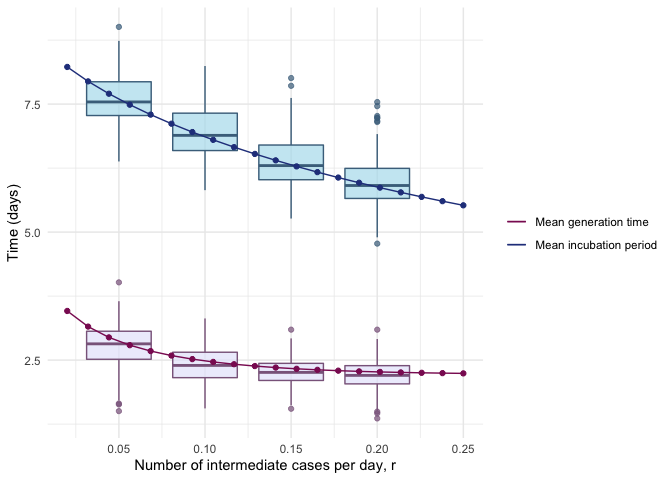 Time (days)
7.5
5.0
2.5
0.05
0.10
0.15
0.20
0.25
Number of intermediate cases per day, r
Mean generation time
Mean incubation period